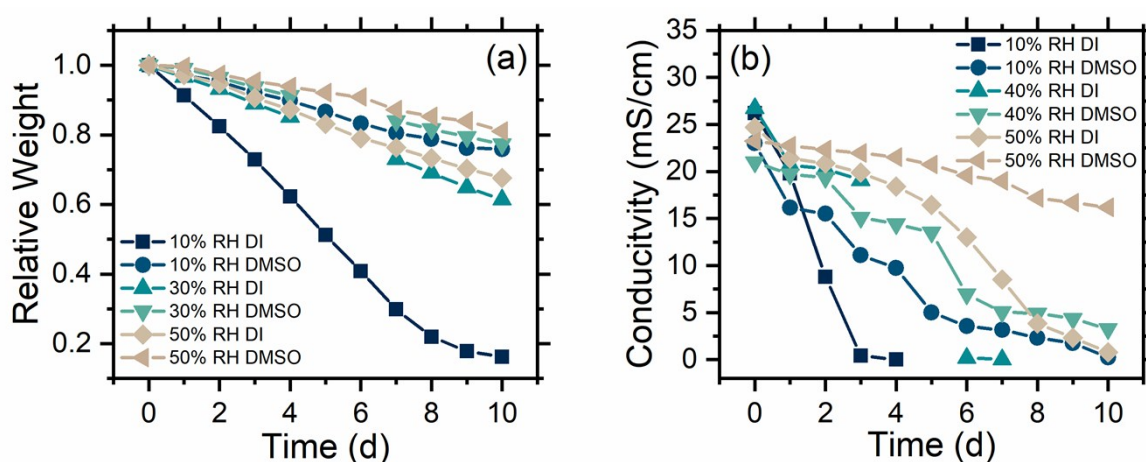 (a)
Relative Weight
1.0
0.8
0.6
0.4
0.2
10% RH DI
10% RH DMSO
30% RH DI
30% RH DMSO
50% RH DI
50% RH DMSO
0 2 4 6 8 10
Time (d)
(b)
Conducitvity (mS/cm)
35
30
25
20
15
10
5
0
10% RH DI
10% RH DMSO
40% RH DI
40% RH DMSO
50% RH DI
50% RH DMSO
0 2 4 6 8 10
Time (d)